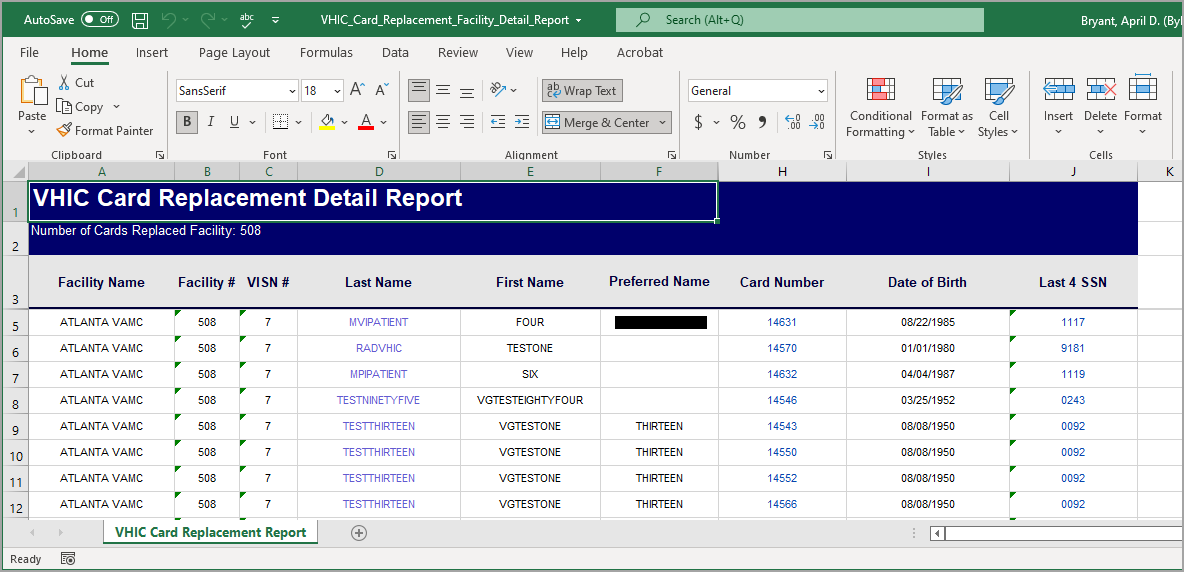 AutoSave Off VHIC_Card_Replacement_Facility_Detail_Report Search (Alt+Q) Bryant, April D. (Byl
File Home Insert Page Layout Formulas Data Review View Help Acrobat
Paste
Cut
Copy
Format Painter
Clipboard
SansSerif 18 A A
B I U A
Font
Wrap Text
Merge & Center
Alignment
General
$ % 9 .00 .00
Number
Conditional Formatting
Format as Table
Cell Styles
Styles
Insert Delete Format
Cells
A B C D E F H I J K
1 VHIC Card Replacement Detail Report
2 Number of Cards Replaced Facility: 508
3 Facility Name Facility # VISN # Last Name First Name Preferred Name Card Number Date of Birth Last 4 SSN
5 ATLANTA VAMC 508 7 MVIPATIENT FOUR 14631 08/22/1985 1117
6 ATLANTA VAMC 508 7 RADVHIC TESTONE 14570 01/01/1980 9181
7 ATLANTA VAMC 508 7 MPIPATIENT SIX 14632 04/04/1987 1119
8 ATLANTA VAMC 508 7 TESTNINETYFIVE VGTESTEIGHTYFOUR 14546 03/25/1952 0243
9 ATLANTA VAMC 508 7 TESTTHIRTEEN VGTESTONE THIRTEEN 14543 08/08/1950 0092
10 ATLANTA VAMC 508 7 TESTTHIRTEEN VGTESTONE THIRTEEN 14550 08/08/1950 0092
11 ATLANTA VAMC 508 7 TESTTHIRTEEN VGTESTONE THIRTEEN 14552 08/08/1950 0092
12 ATLANTA VAMC 508 7 TESTTHIRTEEN VGTESTONE THIRTEEN 14566 08/08/1950 0092
VHIC Card Replacement Report
Ready